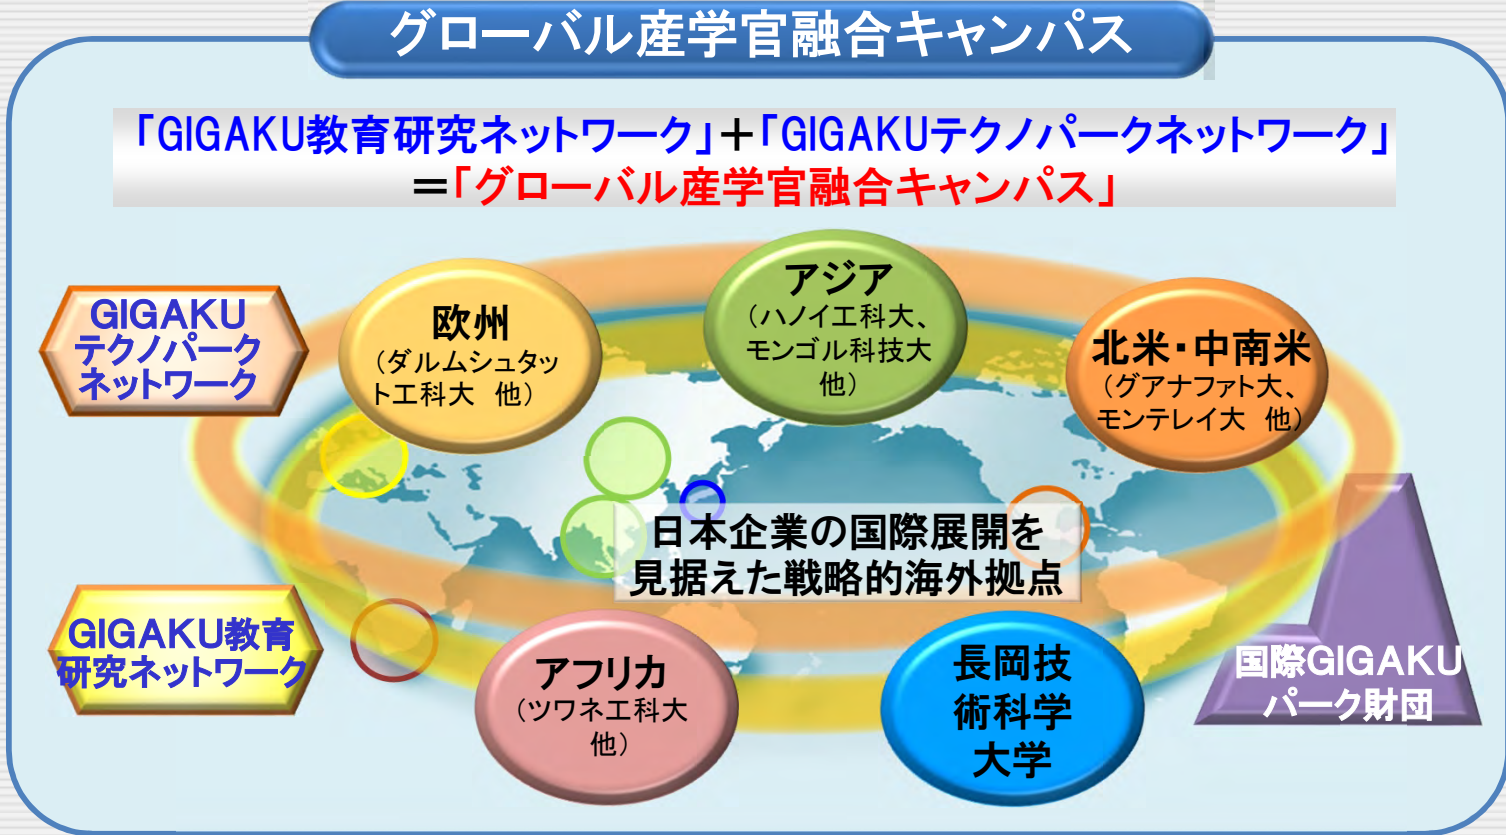 グローバル産学官融合キャンパス
「GIGAKU教育研究ネットワーク」＋「GIGAKUテクノパークネットワーク」
＝「グローバル産学官融合キャンパス」
GIGAKU
テクノパーク
ネットワーク
欧州
（ダルムシュタッ
ト工科大　他）
アジア
（ハノイ工科大、
モンゴル科技大
他）
北米・中南米
（グアナファト大、
モンテレイ大　他）
日本企業の国際展開を
見据えた戦略的海外拠点
GIGAKU教育
研究ネットワーク
アフリカ
（ツワネ工科大
他）
長岡技
術科学
大学
国際GIGAKU
パーク財団